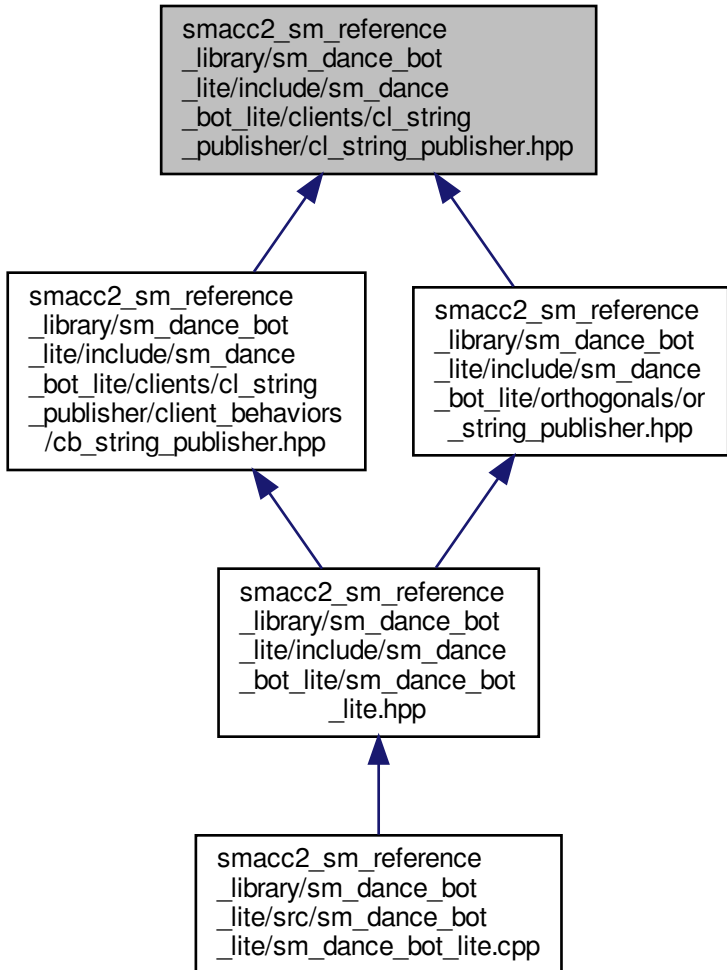 smacc2_sm_reference
_library/sm_dance_bot
_lite/include/sm_dance
_bot_lite/clients/cl_string
_publisher/cl_string_publisher.hpp
smacc2_sm_reference
_library/sm_dance_bot
_lite/include/sm_dance
_bot_lite/clients/cl_string
_publisher/client_behaviors
/cb_string_publisher.hpp
smacc2_sm_reference
_library/sm_dance_bot
_lite/include/sm_dance
_bot_lite/orthogonals/or
_string_publisher.hpp
smacc2_sm_reference
_library/sm_dance_bot
_lite/include/sm_dance
_bot_lite/sm_dance_bot
_lite.hpp
smacc2_sm_reference
_library/sm_dance_bot
_lite/src/sm_dance_bot
_lite/sm_dance_bot_lite.cpp